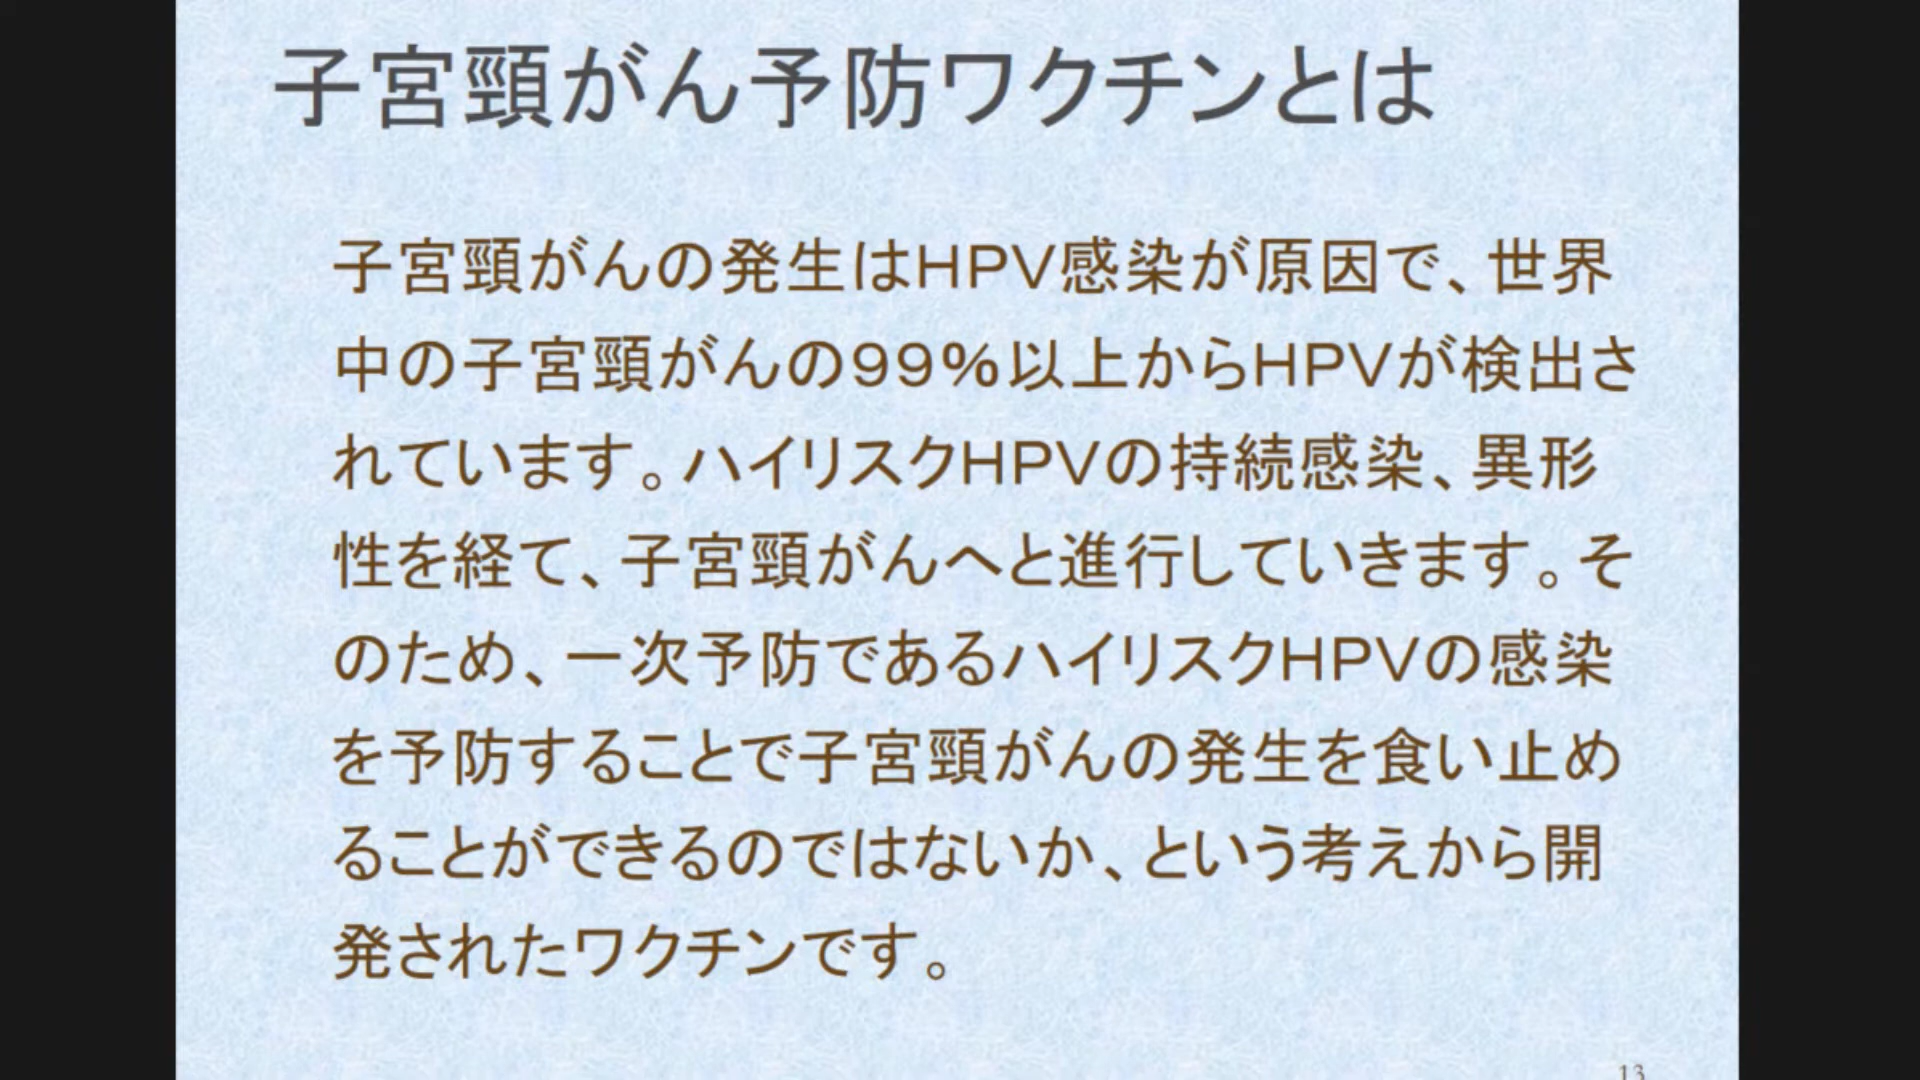 子宮頸がん予防ワクチンとは
子宮頸がんの発生はHPV感染が原因で、世界
中の子宮頸がんの99%以上からHPVが検出さ
れています。ハイリスクHPVの持続感染、異形
性を経て、子宮頸がんへと進行していきます。そ
のため、一次予防であるハイリスクHPVの感染
を予防することで子宮頸がんの発生を食い止め
ることができるのではないか、という考えから開
発されたワクチンです。
13